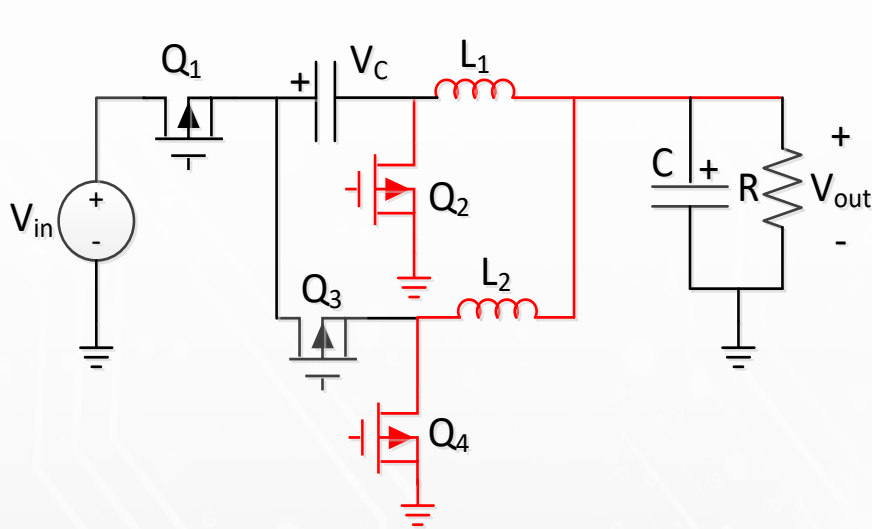 Q1
+
VC
L1
Vin
+
-
Q2
C
+
R
+
Vout
-
Q3
L2
Q4